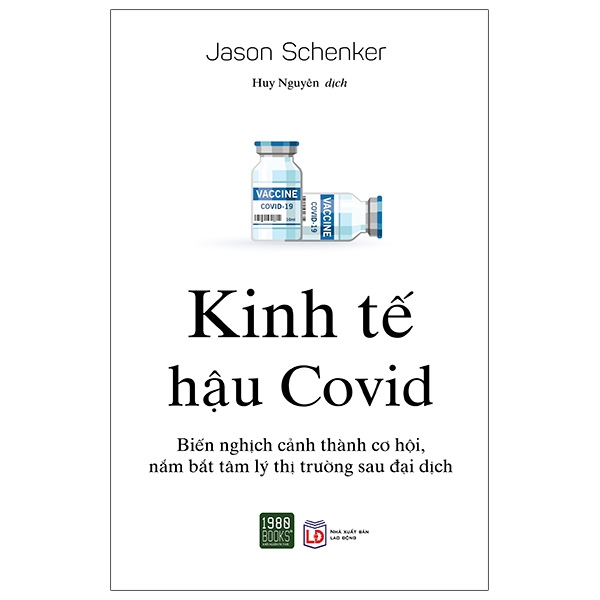 Jason Schenker
Huy Nguyên dịch
VACCINE
COVID-19
VACCINE
COVID-19
Kinh tế
hậu Covid
Biến nghịch cảnh thành cơ hội,
nắm bắt tâm lý thị trường sau đại dịch
1980
BOOKS
LĐ
NHÀ XUẤT BẢN
LAO ĐỘNG